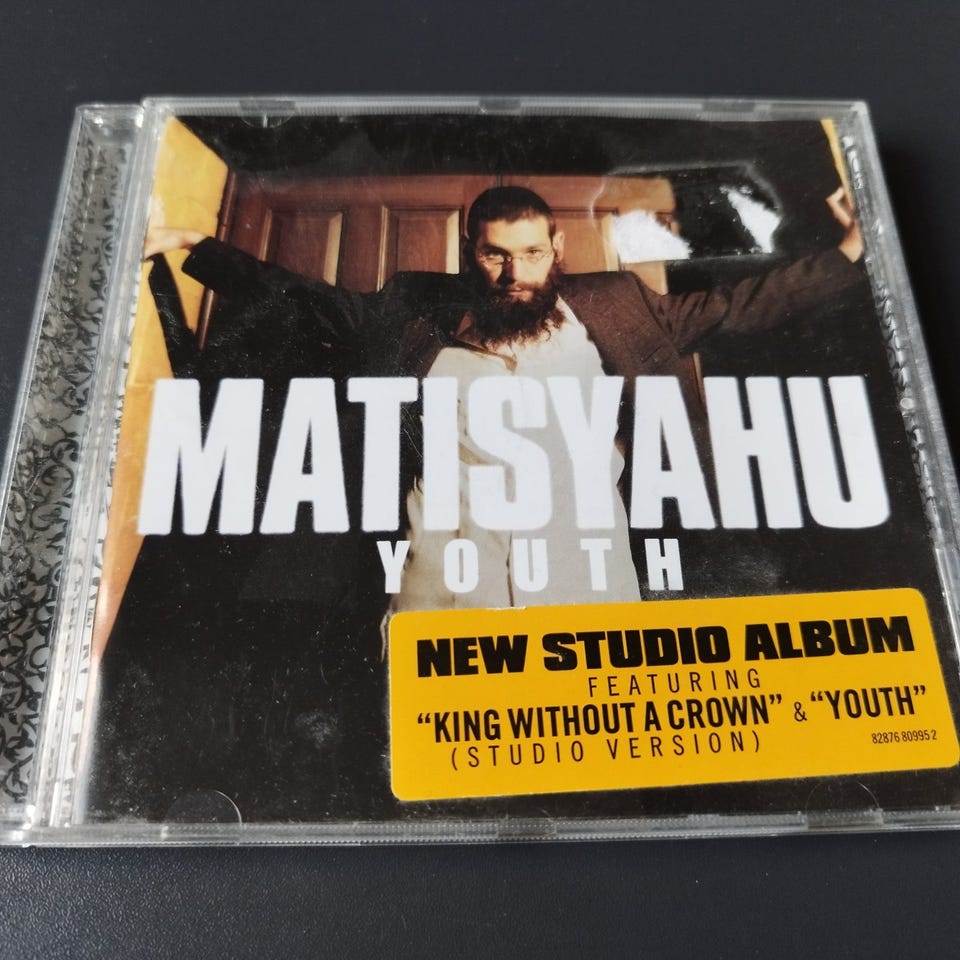 MATISYAHU
YOUTH
NEW STUDIO ALBUM
FEATURING
“KING WITHOUT A CROWN” & “YOUTH”
(STUDIO VERSION)
82876 80995 2